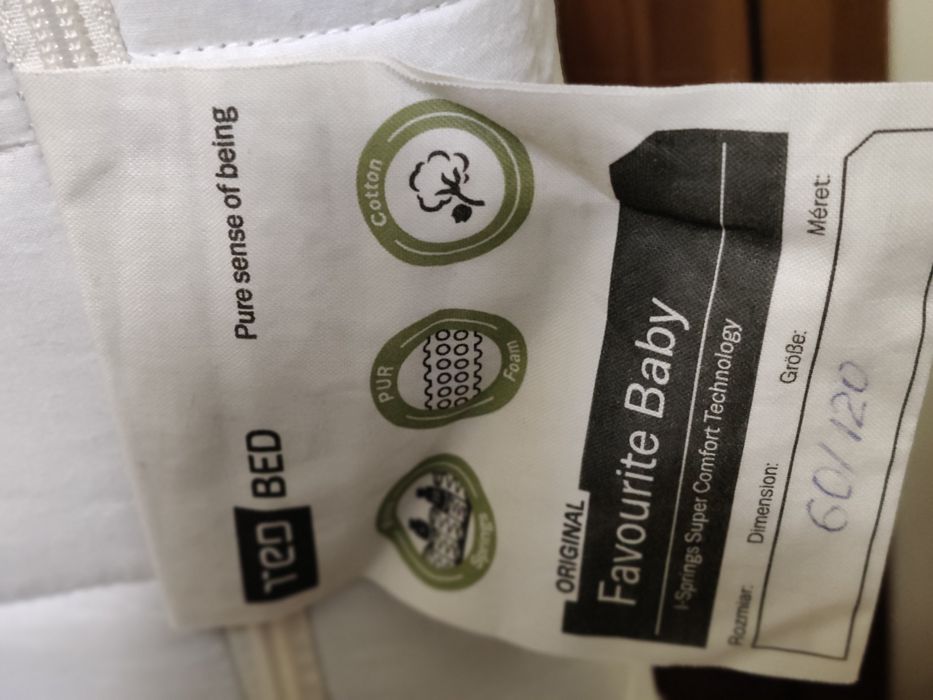 TED BED
Pure sense of being
Springs
PUR
Foam
Cotton
ORIGINAL
Favourite Baby
I-Springs Super Comfort Technology
Rozmiar:
Dimension:
Größe:
Méret:
60/120